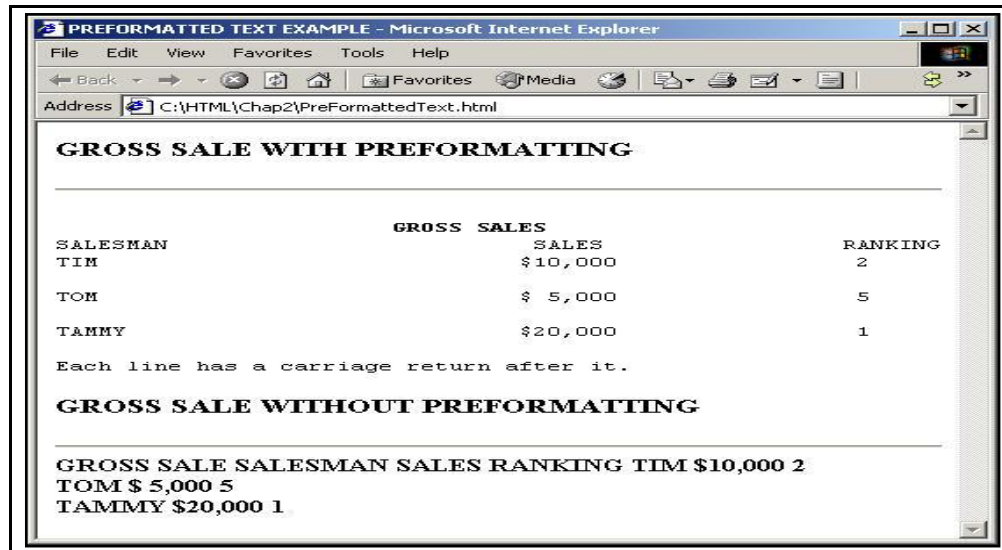 PREFORMATTED TEXT EXAMPLE - Microsoft Internet Explorer
File Edit View Favorites Tools Help
Back Favorites Media
Address C:\HTML\Chap2\PreFormattedText.html
GROSS SALE WITH PREFORMATTING
GROSS SALES
SALESMAN SALES RANKING
TIM $10,000 2
TOM $ 5,000 5
TAMMY $20,000 1
Each line has a carriage return after it.
GROSS SALE WITHOUT PREFORMATTING
GROSS SALE SALESMAN SALES RANKING TIM $10,000 2
TOM $ 5,000 5
TAMMY $20,000 1